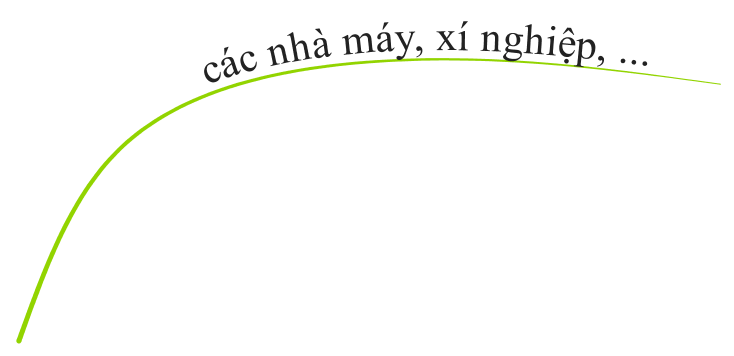 các nhà máy, xí nghiệp, ...